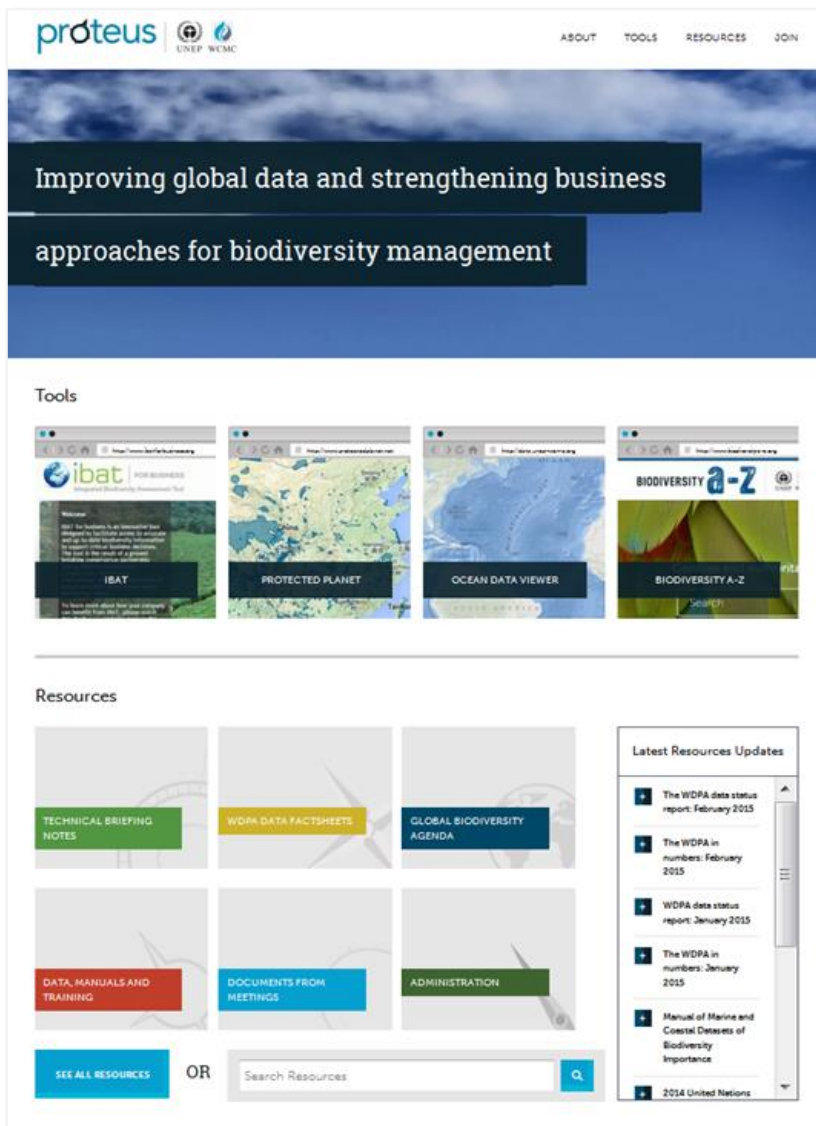 proteus
UNEP WCMC
ABOUT TOOLS RESOURCES JOIN
Improving global data and strengthening business
approaches for biodiversity management
Tools
ibat FOR BUSINESS
Integrated Biodiversity Assessment Tool
Welcome
IBAT
PROTECTED PLANET
OCEAN DATA VIEWER
BIODIVERSITY a-z
BIODIVERSITY A-Z
Search
Resources
TECHNICAL BRIEFING
NOTES
WDPA DATA FACTSHEETS
GLOBAL BIODIVERSITY
AGENDA
DATA, MANUALS AND
TRAINING
DOCUMENTS FROM
MEETINGS
ADMINISTRATION
SEE ALL RESOURCES
OR
Search Resources
Latest Resources Updates
The WDPA data status
report: February 2015
The WDPA in
numbers: February
2015
WDPA data status
report: January 2015
The WDPA in
numbers: January
2015
Manual of Marine and
Coastal Datasets of
Biodiversity
Importance
2014 United Nations